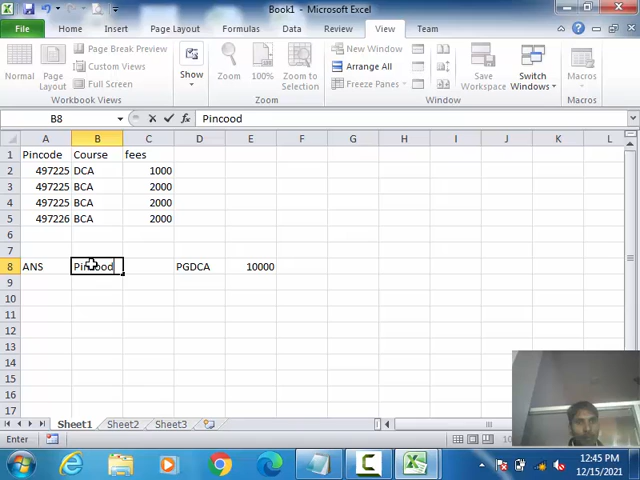 Book1 - Microsoft Excel
File Home Insert Page Layout Formulas Data Review View Team
Normal Page Layout Page Break Preview Custom Views Full Screen Show Zoom 100% Zoom to Selection New Window Arrange All Freeze Panes Save Workspace Switch Windows Macros
Workbook Views Zoom Window Macros
B8 fx Pincood
A B C D E F G H I J K L
1 Pincode Course fees
2 497225 DCA 1000
3 497225 BCA 2000
4 497225 BCA 2000
5 497226 BCA 2000
6
7
8 ANS Pincood PGDCA 10000
9
10
11
12
13
14
15
16
17
Sheet1 Sheet2 Sheet3
Enter
12:45 PM
12/15/2021